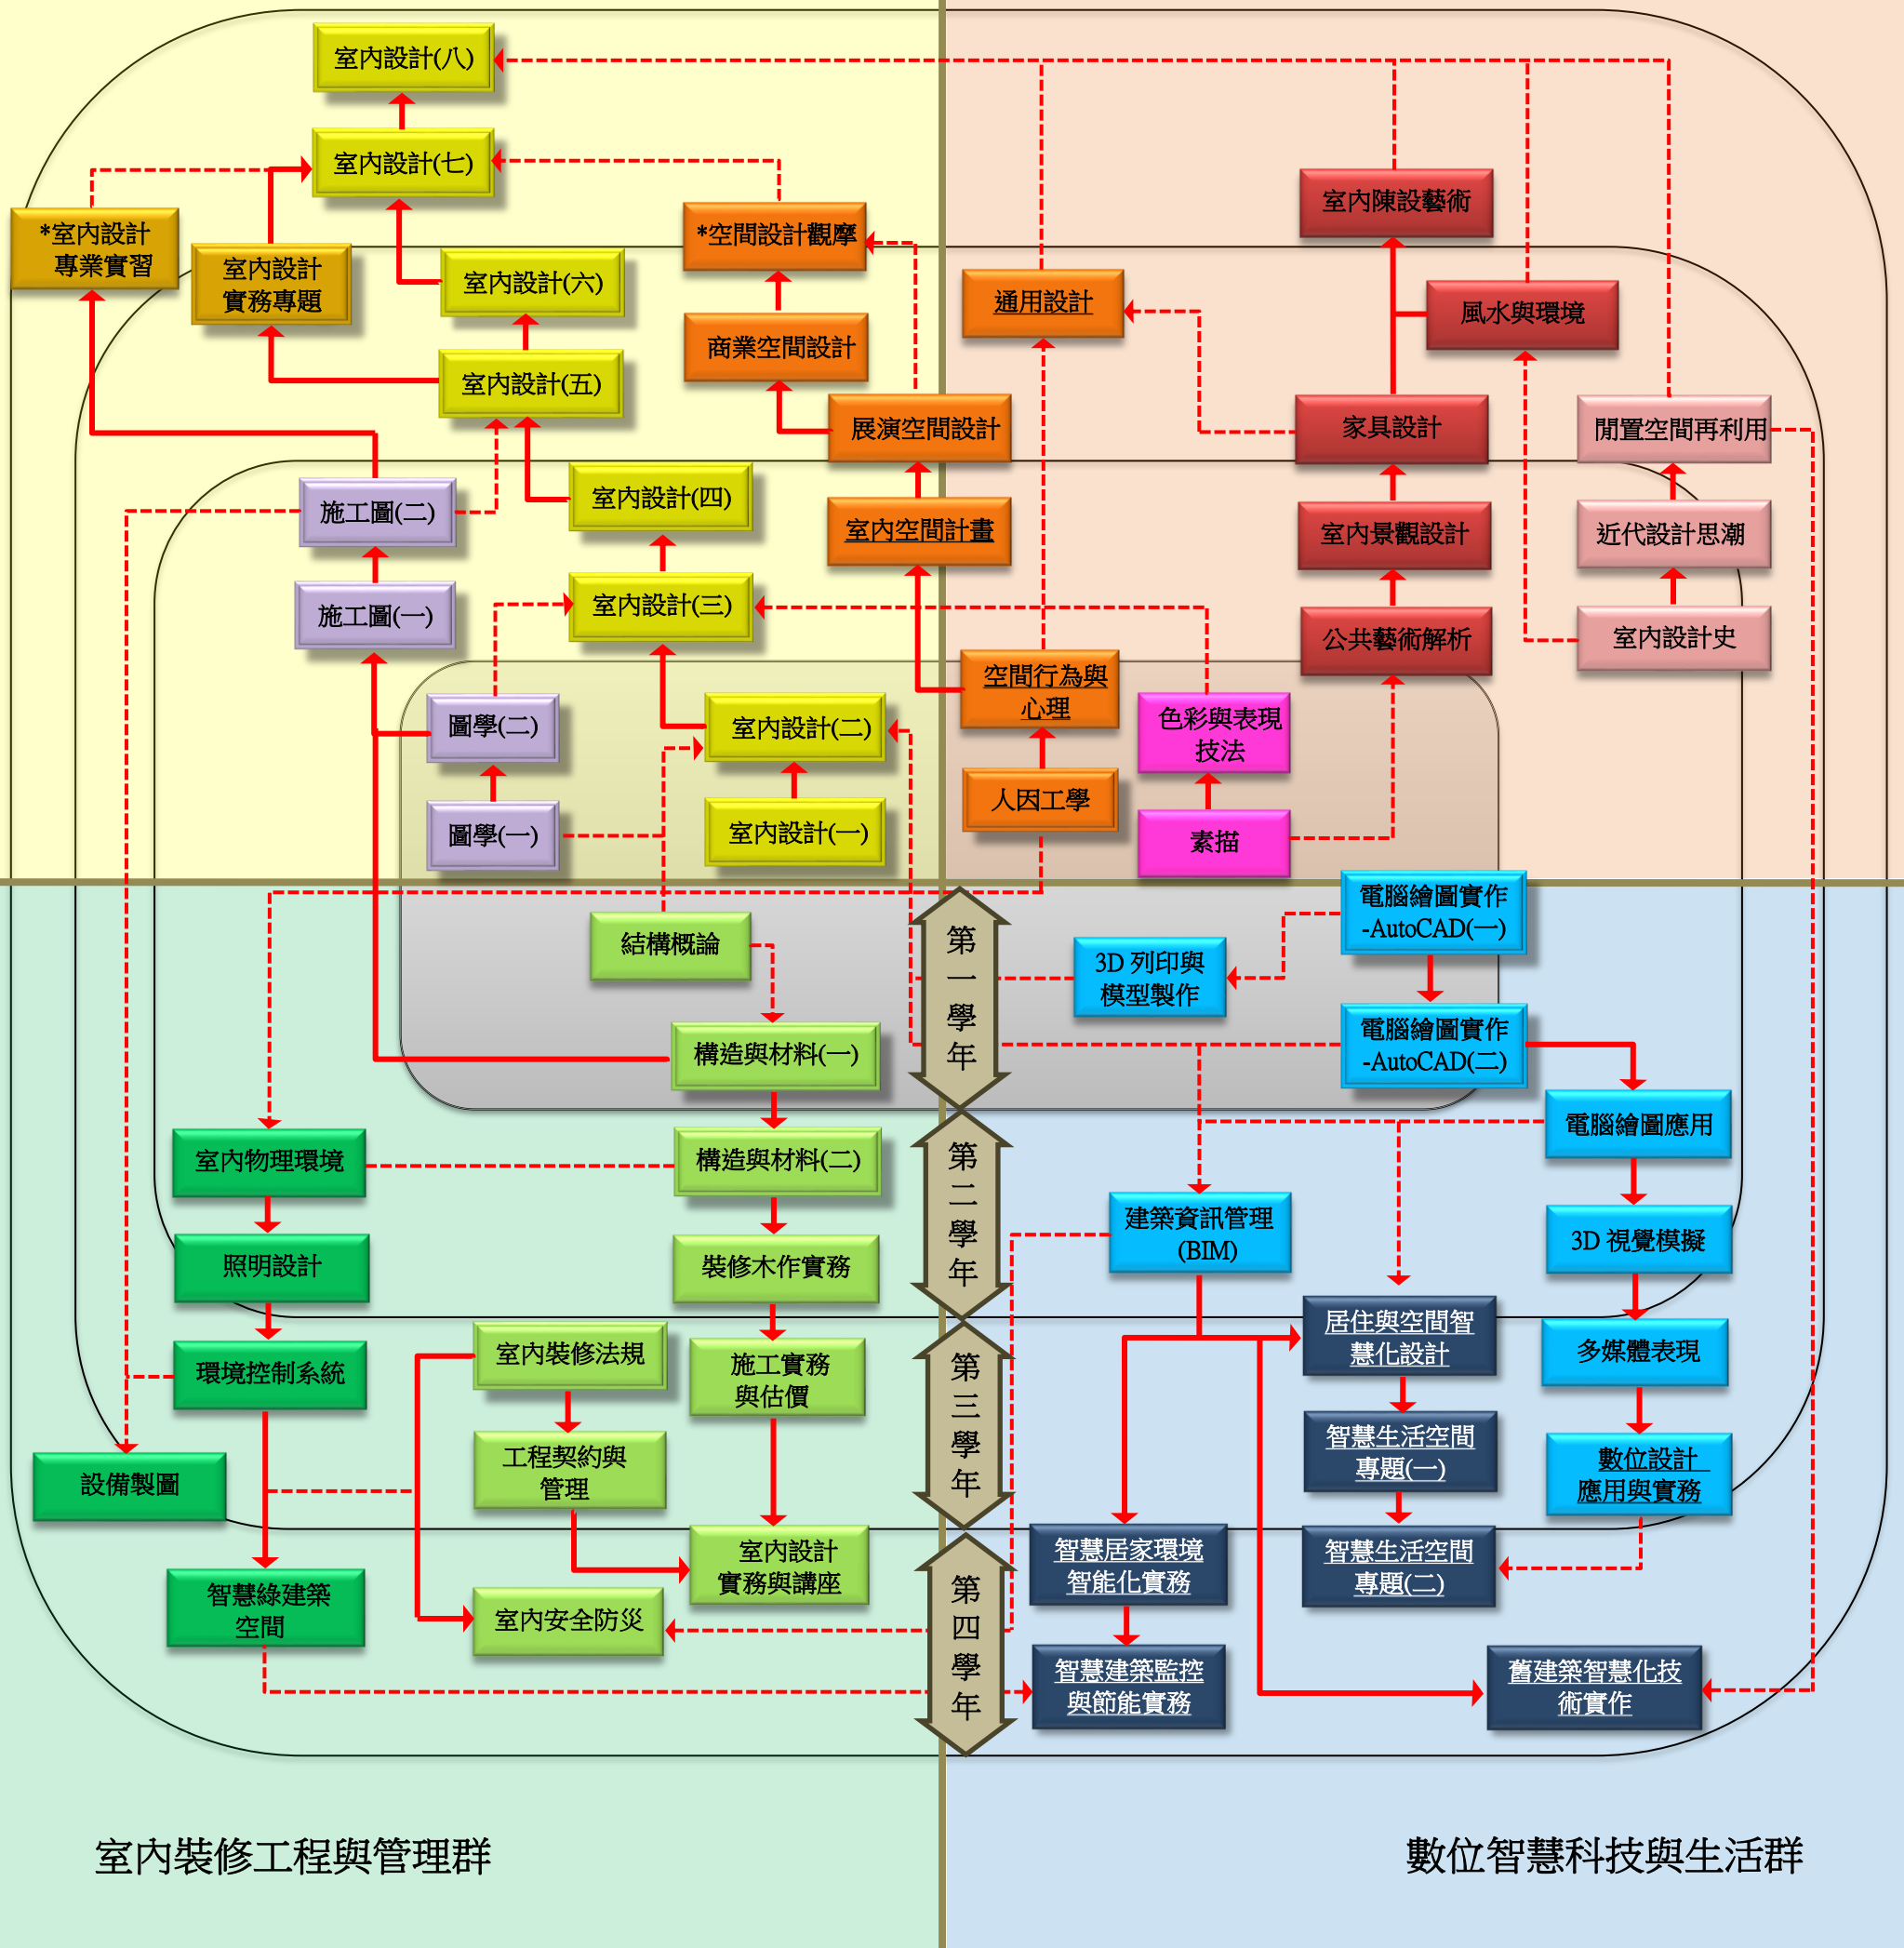 室內設計(八)
室內設計(七)
*室內設計
專業實習
室內設計
實務專題
室內設計(六)
室內設計(五)
*空間設計觀摩
商業空間設計
展演空間設計
室內空間計畫
施工圖(二)
施工圖(一)
室內設計(四)
室內設計(三)
圖學(二)
圖學(一)
室內設計(二)
室內設計(一)
室內陳設藝術
通用設計
風水與環境
家具設計
閒置空間再利用
室內景觀設計
近代設計思潮
公共藝術解析
室內設計史
空間行為與
心理
人因工學
色彩與表現
技法
素描
結構概論
構造與材料(一)
室內物理環境
構造與材料(二)
照明設計
裝修木作實務
環境控制系統
室內裝修法規
施工實務
與估價
設備製圖
工程契約與
管理
智慧綠建築
空間
室內安全防災
室內設計
實務與講座
第
一
學
年
第
二
學
年
第
三
學
年
第
四
學
年
電腦繪圖實作
-AutoCAD(一)
3D 列印與
模型製作
電腦繪圖實作
-AutoCAD(二)
電腦繪圖應用
建築資訊管理
(BIM)
3D 視覺模擬
居住與空間智
慧化設計
多媒體表現
智慧生活空間
專題(一)
數位設計
應用與實務
智慧居家環境
智能化實務
智慧生活空間
專題(二)
智慧建築監控
與節能實務
舊建築智慧化技
術實作
室內裝修工程與管理群
數位智慧科技與生活群